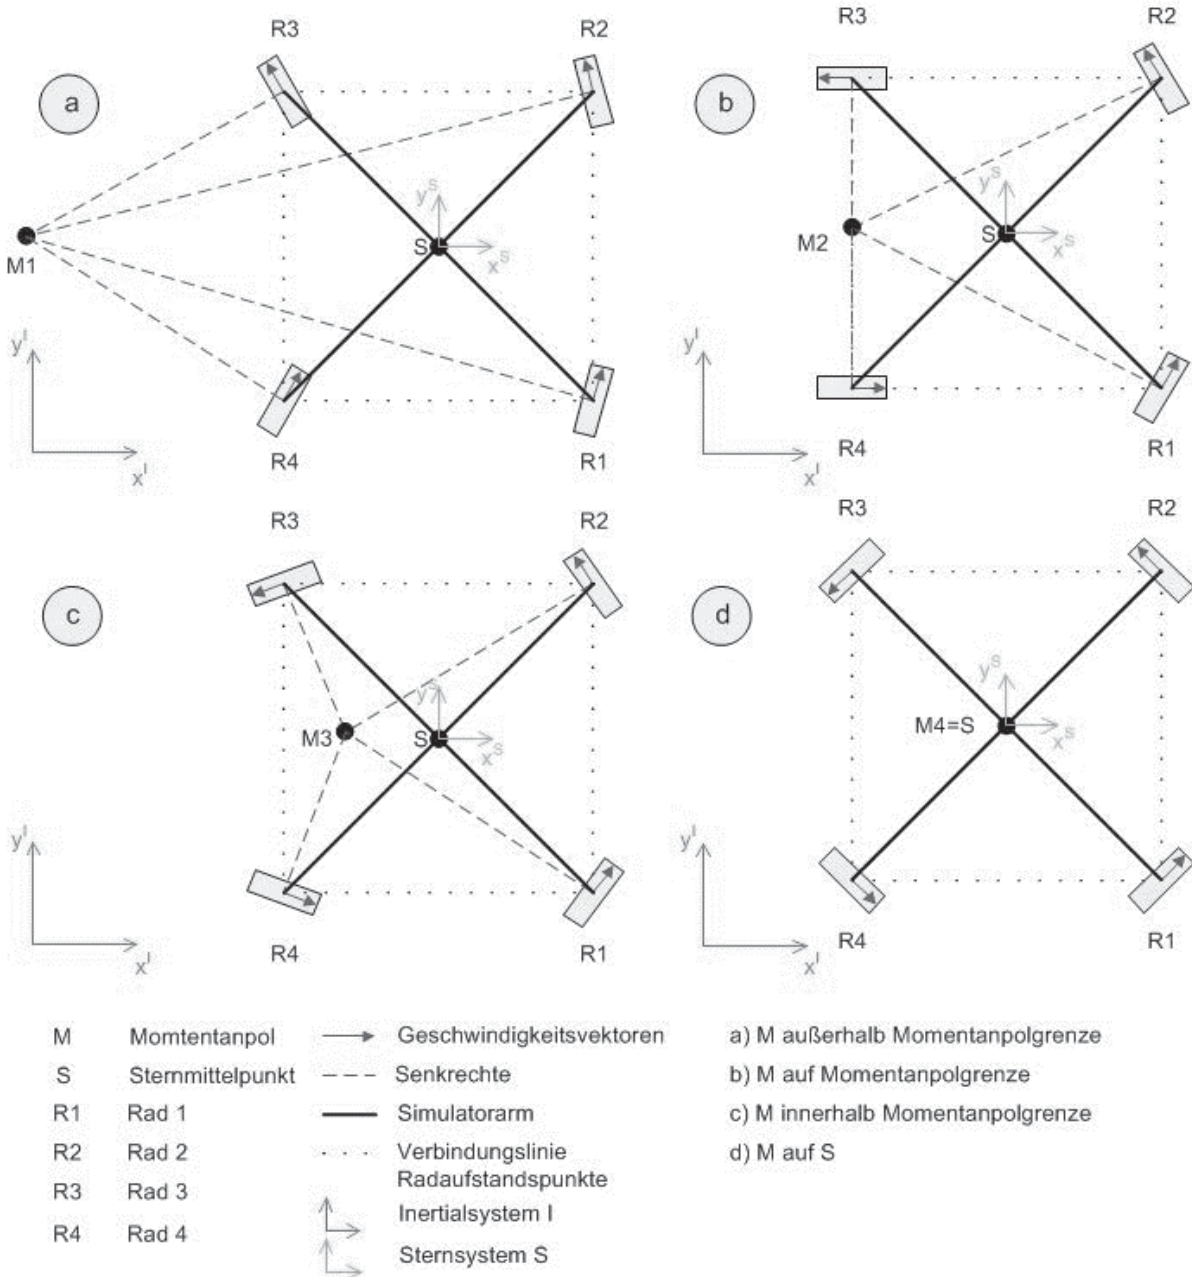 R3
R2
a
y^S
S
x^S
M1
y^I
x^I
R4
R1
R3
R2
b
y^S
M2
S
x^S
y^I
x^I
R4
R1
R3
R2
c
y^S
M3
S
x^S
y^I
x^I
R4
R1
R3
R2
d
y^S
M4=S
x^S
y^I
x^I
R4
R1
M Momtentanpol
S Sternmittelpunkt
R1 Rad 1
R2 Rad 2
R3 Rad 3
R4 Rad 4
Geschwindigkeitsvektoren
Senkrechte
Simulatorarm
Verbindungslinie
Radaufstandspunkte
Inertialsystem I
Sternsystem S
a) M außerhalb Momentanpolgrenze
b) M auf Momentanpolgrenze
c) M innerhalb Momentanpolgrenze
d) M auf S